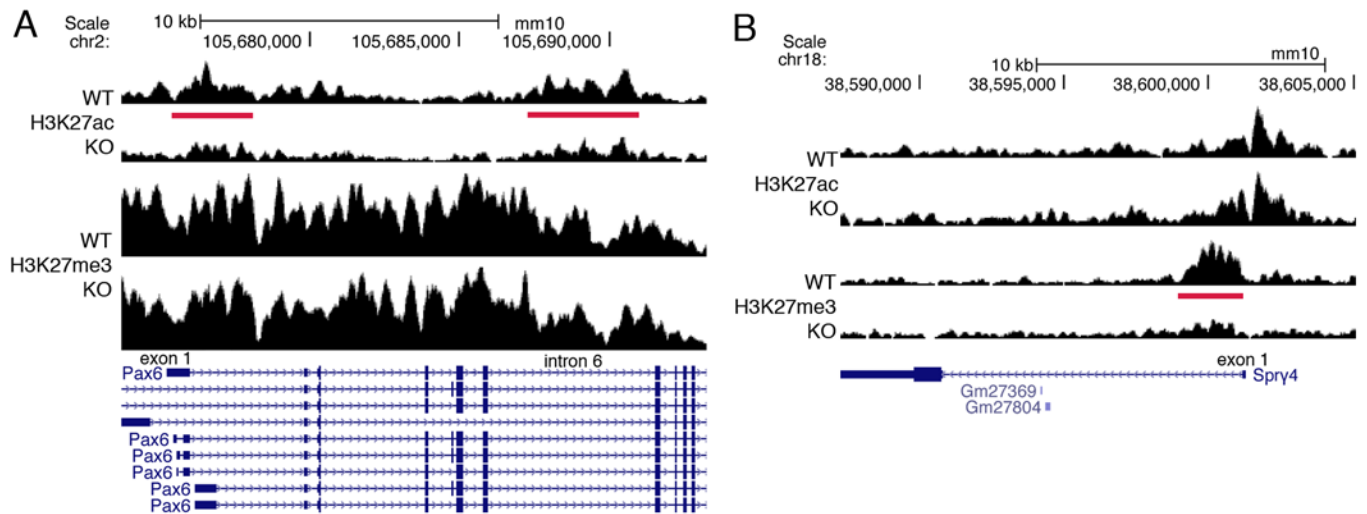 A
Scale
10 kb
mm10
chr2:
105,680,000
105,685,000
105,690,000
WT
H3K27ac
KO
WT
H3K27me3
KO
exon 1
intron 6
Pax6
Pax6
Pax6
Pax6
Pax6
Pax6
B
Scale
mm10
chr18:
10 kb
38,590,000
38,595,000
38,600,000
38,605,000
WT
H3K27ac
KO
WT
H3K27me3
KO
exon 1
Spry4
Gm27369
Gm27804